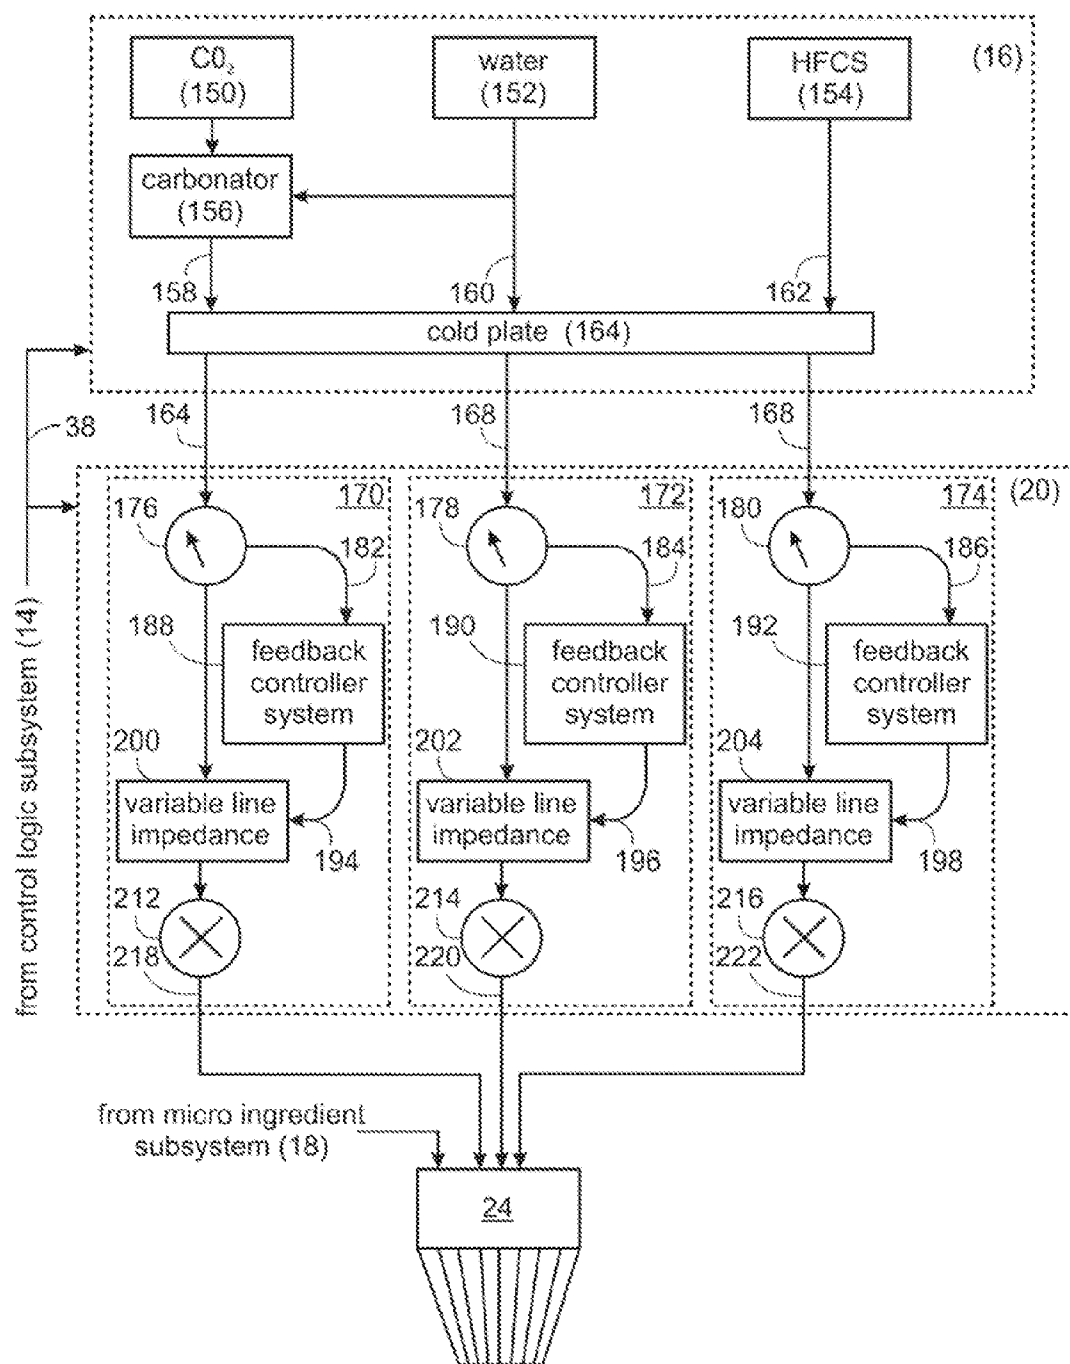 CO₂
(150)
water
(152)
HFCS
(154)
(16)
carbonator
(156)
158
160
162
cold plate (164)
164
168
168
38
from control logic subsystem (14)
170
172
174
(20)
176
178
180
182
184
186
188
190
192
feedback
controller
system
feedback
controller
system
feedback
controller
system
200
202
204
variable line
impedance
variable line
impedance
variable line
impedance
194
196
198
212
214
216
218
220
222
from micro ingredient
subsystem (18)
24